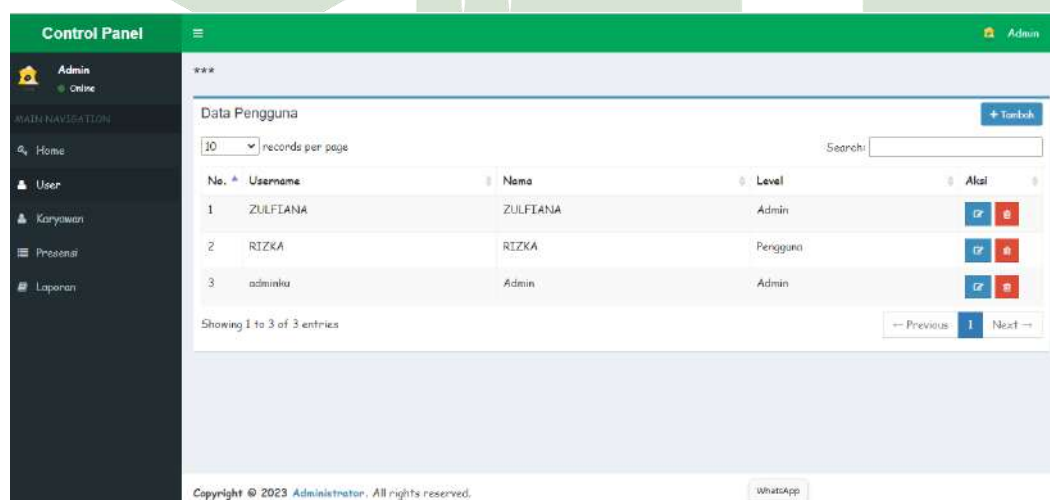 Control Panel
Admin
Admin
Online
***
MAIN NAVIGATION
Home
User
Karyawan
Presensi
Laporan
Data Pengguna
+ Tambah
10 records per page
Search:
No. Username Nama Level Aksi
1 ZULFIANA ZULFIANA Admin
2 RIZKA RIZKA Pengguna
3 adminku Admin Admin
Showing 1 to 3 of 3 entries
← Previous 1 Next →
Copyright © 2023 Administrator. All rights reserved.
WhatsApp